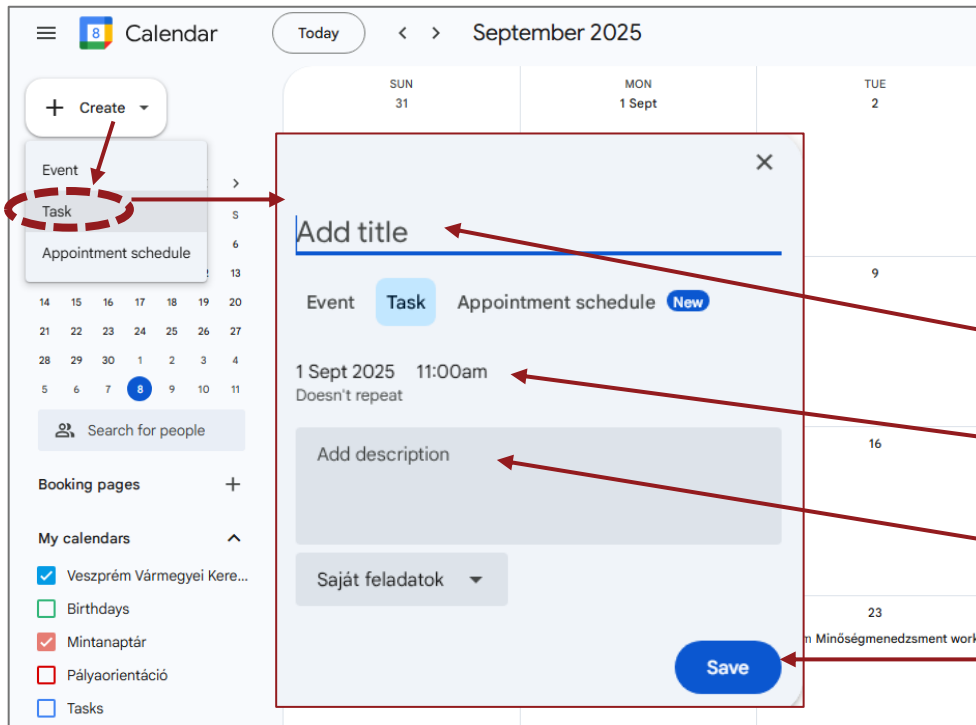 8 Calendar Today < > September 2025
SUN MON TUE
31 1 Sept 2
+ Create
Event
Task
Appointment schedule
>
S
6
13
14 15 16 17 18 19 20
21 22 23 24 25 26 27
28 29 30 1 2 3 4
5 6 7 8 9 10 11
Search for people
Booking pages +
My calendars
Veszprém Vármegyei Kere...
Birthdays
Mintanaptár
Pályaorientáció
Tasks
Add title
Event Task Appointment schedule New
1 Sept 2025 11:00am
Doesn't repeat
Add description
Saját feladatok
Save
9
16
23
Minőségmenedzsment work